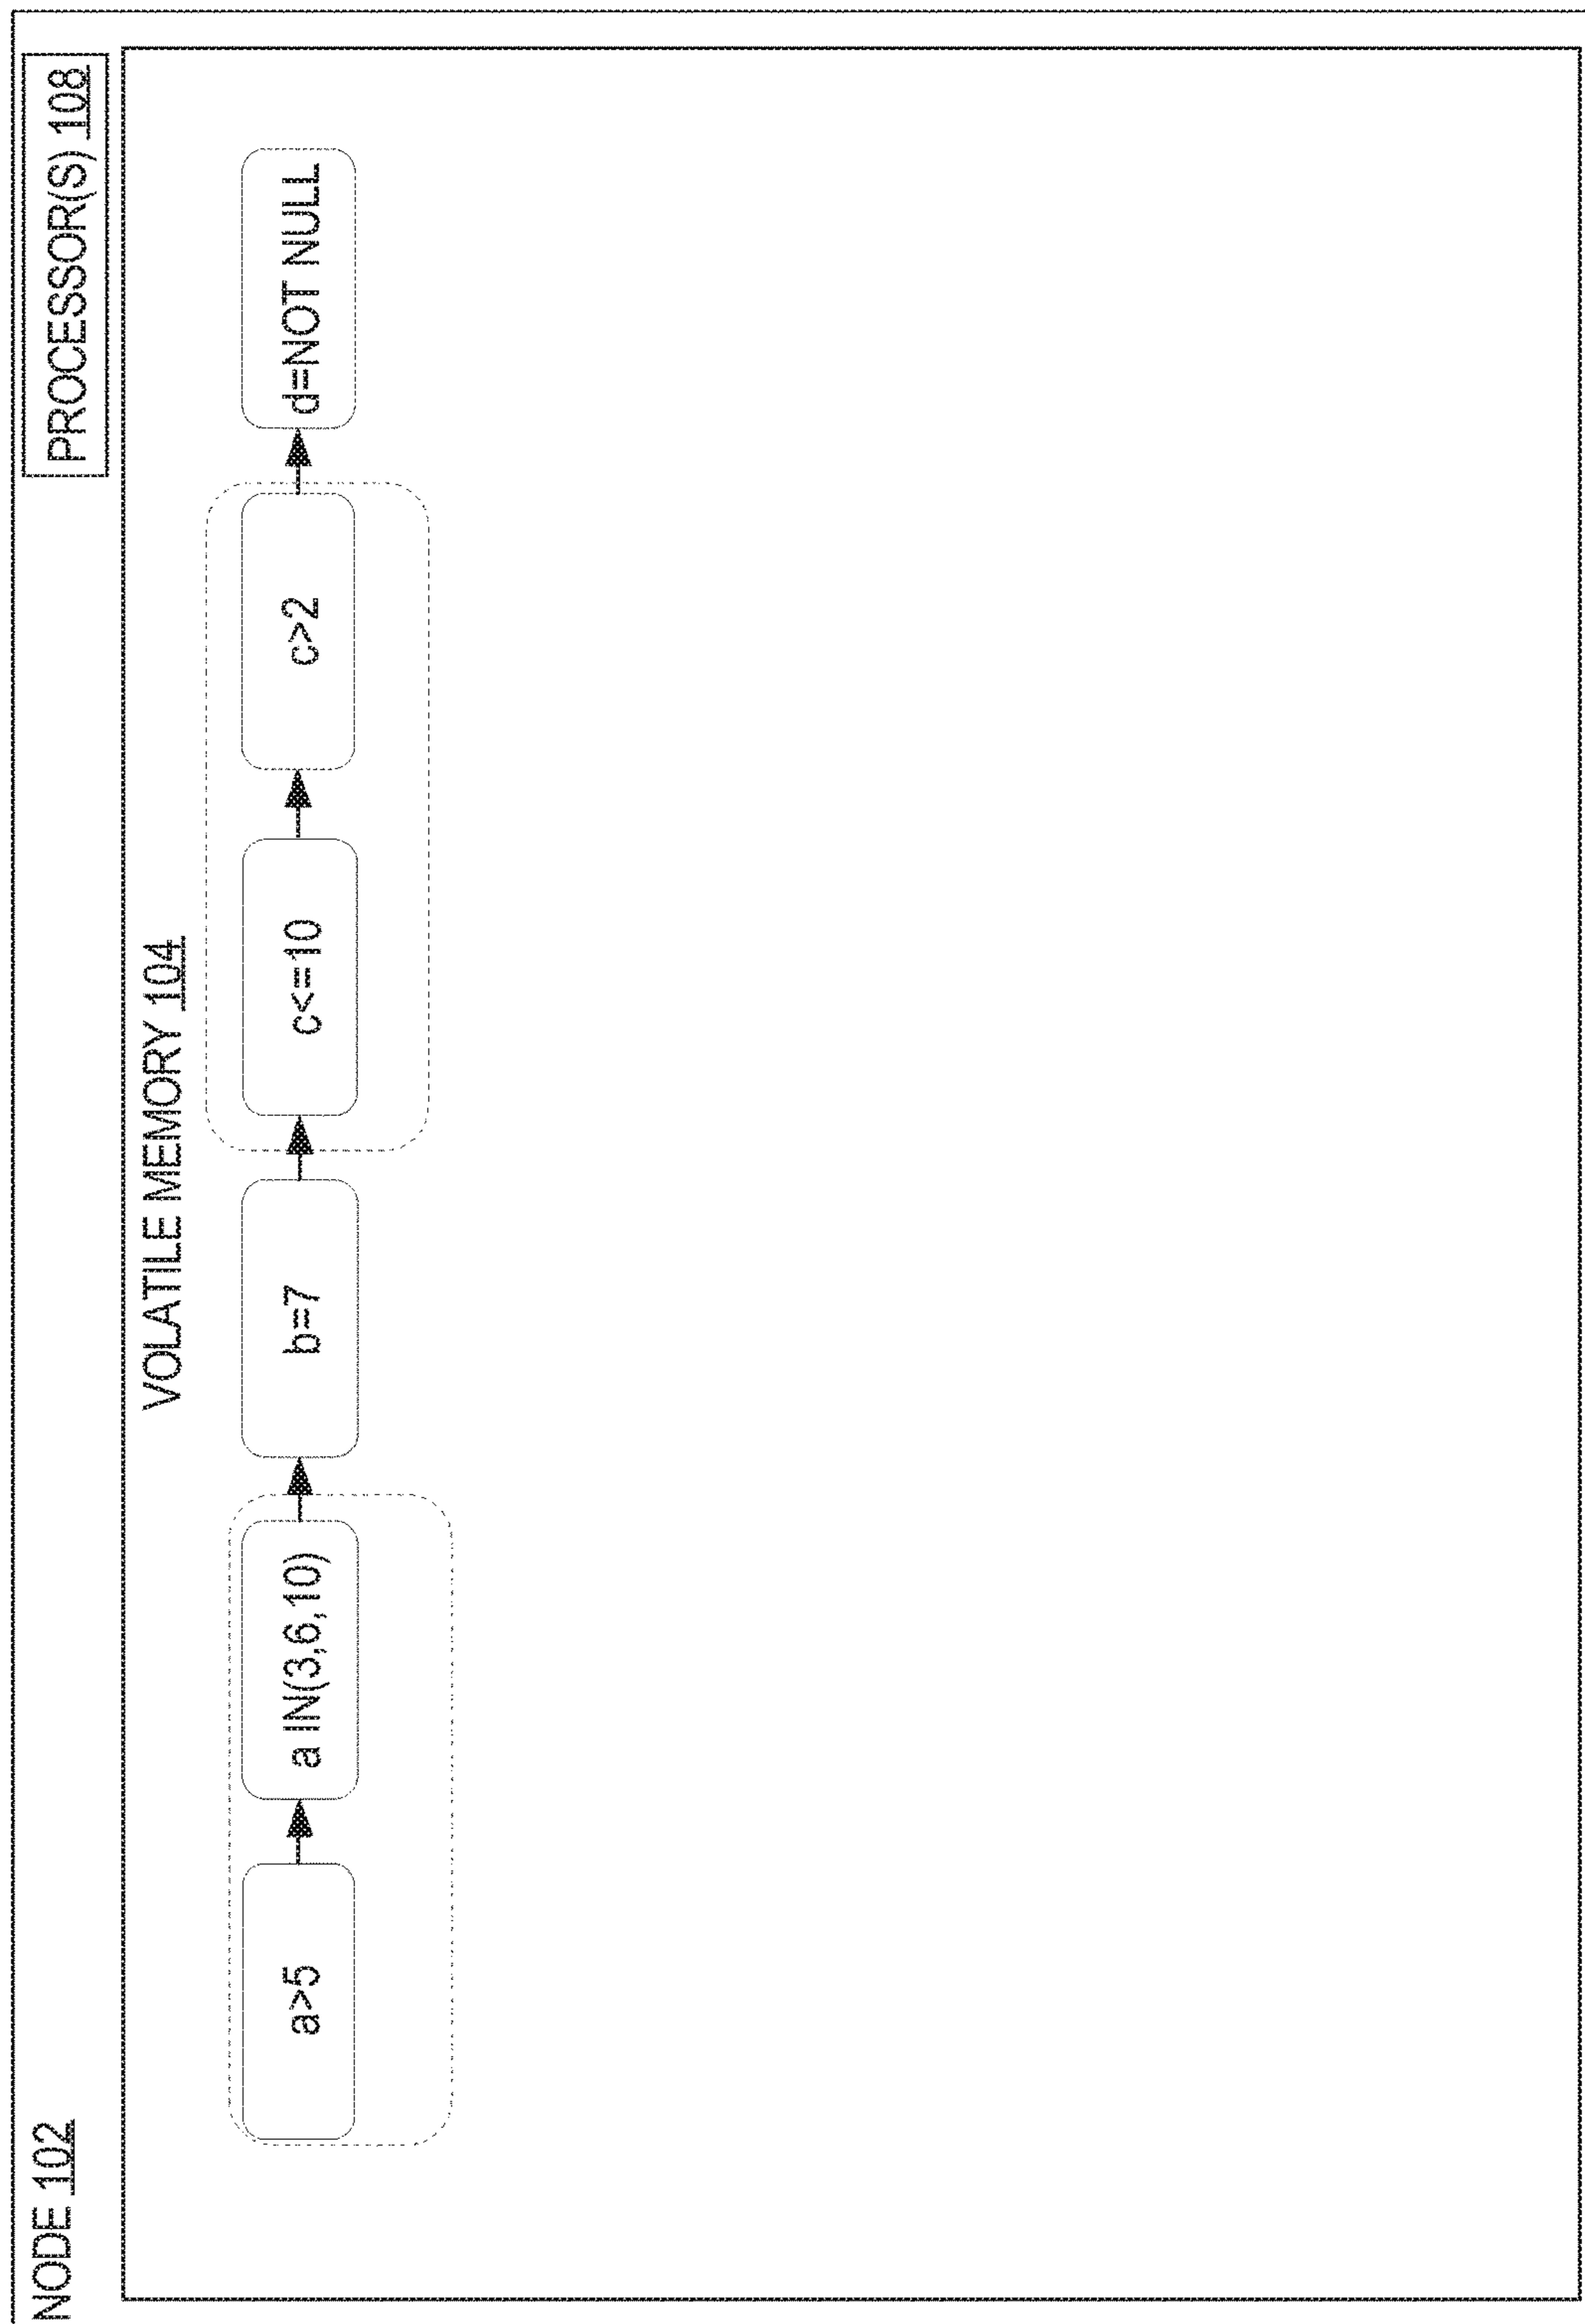 NODE 102
PROCESSOR(S) 108
VOLATILE MEMORY 104
a>5
a IN(3,6,10)
b=7
c<=10
c>2
d=NOT NULL